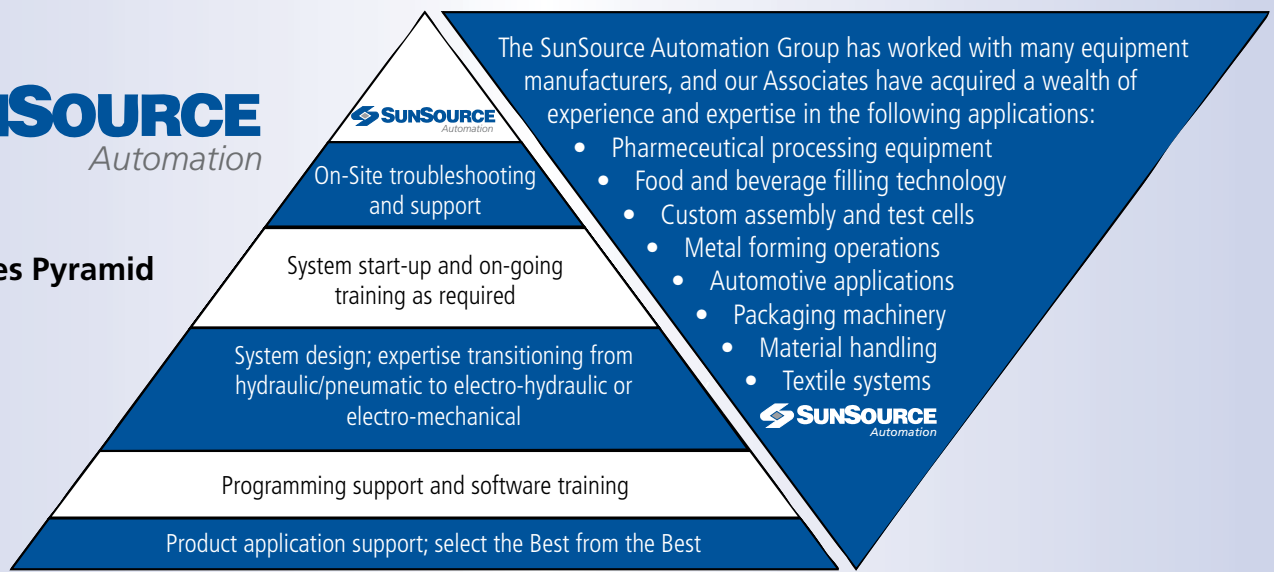 SOURCE
Automation
es Pyramid
SUNSOURCE
Automation
On-Site troubleshooting
and support
System start-up and on-going
training as required
System design; expertise transitioning from
hydraulic/pneumatic to electro-hydraulic or
electro-mechanical
Programming support and software training
Product application support; select the Best from the Best
The SunSource Automation Group has worked with many equipment
manufacturers, and our Associates have acquired a wealth of
experience and expertise in the following applications:
• Pharmeceutical processing equipment
• Food and beverage filling technology
• Custom assembly and test cells
• Metal forming operations
• Automotive applications
• Packaging machinery
• Material handling
• Textile systems
SUNSOURCE
Automation